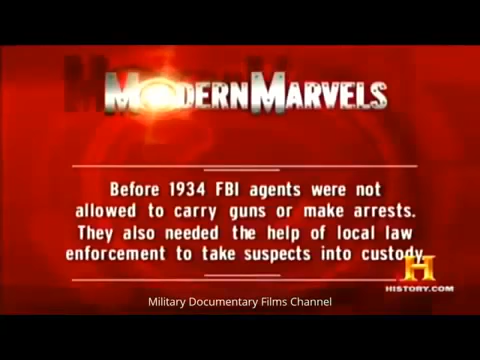 MODERN MARVELS
Before 1934 FBI agents were not
allowed to carry guns or make arrests.
They also needed the help of local law
enforcement to take suspects into custody.
H
HISTORY.COM
Military Documentary Films Channel